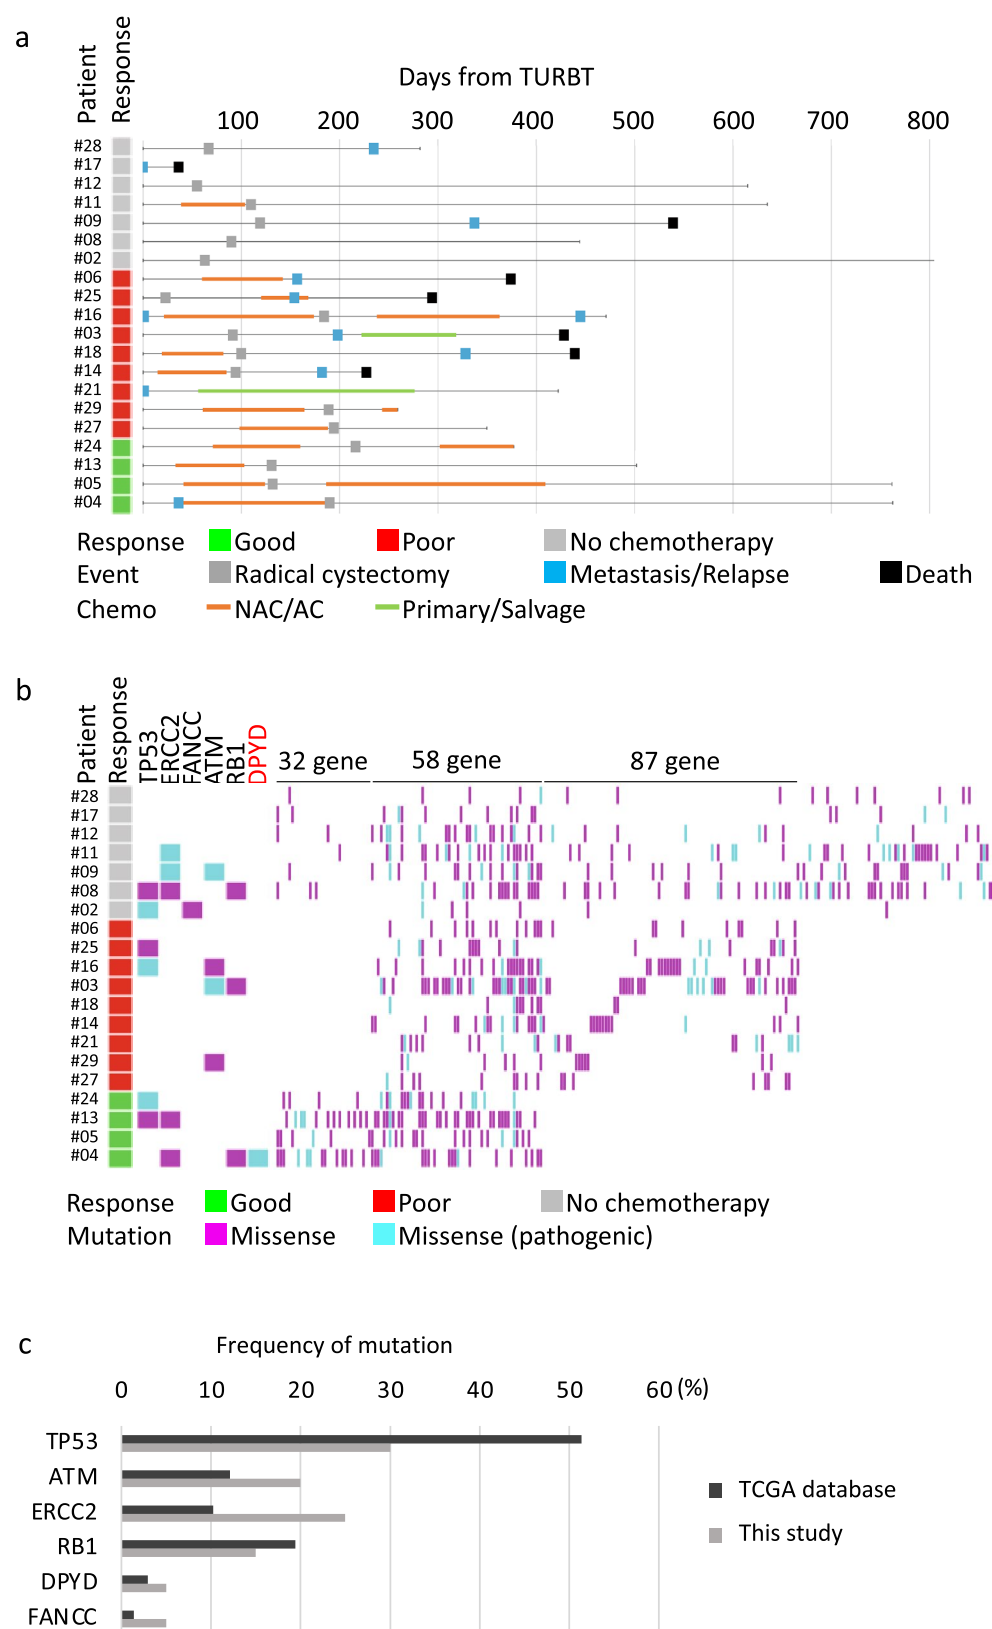 a
Patient
Response
Days from TURBT
100 200 300 400 500 600 700 800
#28
#17
#12
#11
#09
#08
#02
#06
#25
#16
#03
#18
#14
#21
#29
#27
#24
#13
#05
#04
Response Good Poor No chemotherapy
Event Radical cystectomy Metastasis/Relapse Death
Chemo NAC/AC Primary/Salvage
b
Patient
Response
TP53
ERCC2
FANCC
ATM
RB1
DPYD
32 gene 58 gene 87 gene
#28
#17
#12
#11
#09
#08
#02
#06
#25
#16
#03
#18
#14
#21
#29
#27
#24
#13
#05
#04
Response Good Poor No chemotherapy
Mutation Missense Missense (pathogenic)
c
Frequency of mutation
0 10 20 30 40 50 60 (%)
TP53
ATM
ERCC2
RB1
DPYD
FANCC
TCGA database
This study